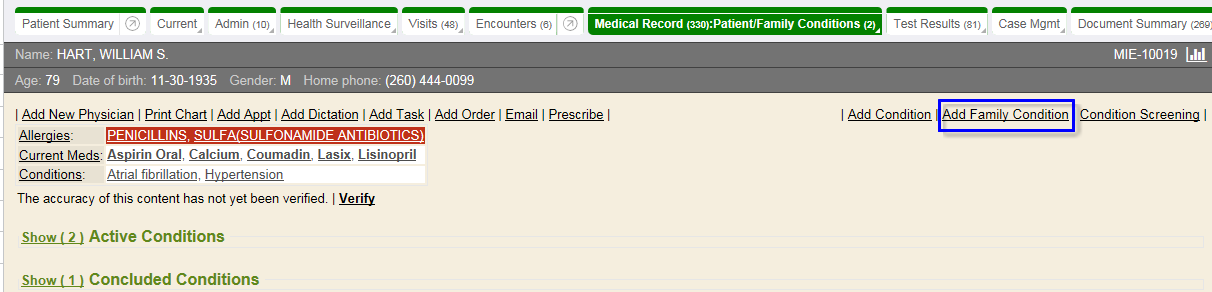 Patient Summary Current Admin (10) Health Surveillance Visits (48) Encounters (6) Medical Record (330):Patient/Family Conditions (2) Test Results (81) Case Mgmt Document Summary (269)
Name: HART, WILLIAM S. MIE-10019
Age: 79 Date of birth: 11-30-1935 Gender: M Home phone: (260) 444-0099
| Add New Physician | Print Chart | Add Appt | Add Dictation | Add Task | Add Order | Email | Prescribe | | Add Condition | Add Family Condition | Condition Screening |
Allergies: PENICILLINS, SULFA(SULFONAMIDE ANTIBIOTICS)
Current Meds: Aspirin Oral, Calcium, Coumadin, Lasix, Lisinopril
Conditions: Atrial fibrillation, Hypertension
The accuracy of this content has not yet been verified. | Verify
Show ( 2 ) Active Conditions
Show ( 1 ) Concluded Conditions